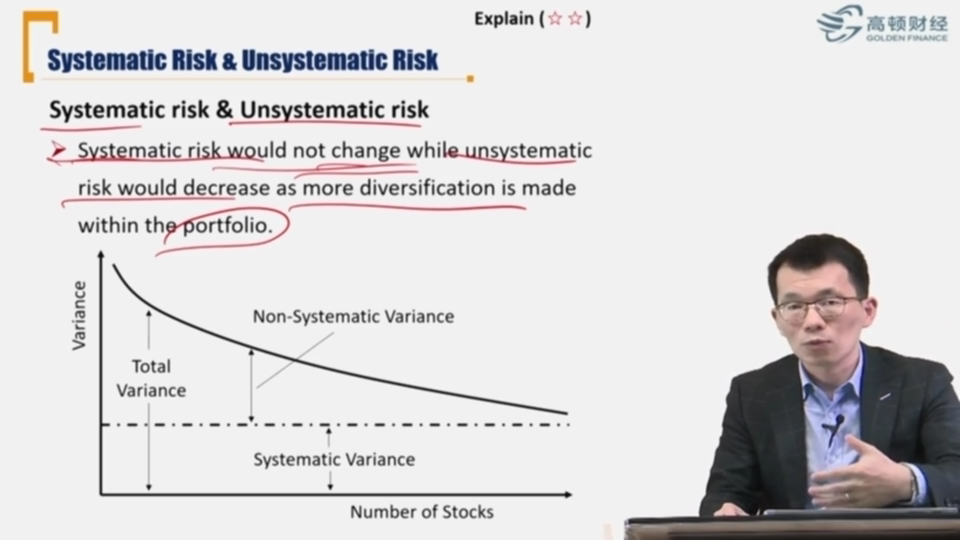 Explain (☆☆)
高顿财经
GOLDEN FINANCE
Systematic Risk & Unsystematic Risk
Systematic risk & Unsystematic risk
➢ Systematic risk would not change while unsystematic
risk would decrease as more diversification is made
within the portfolio.
Variance
Non-Systematic Variance
Total
Variance
Systematic Variance
Number of Stocks